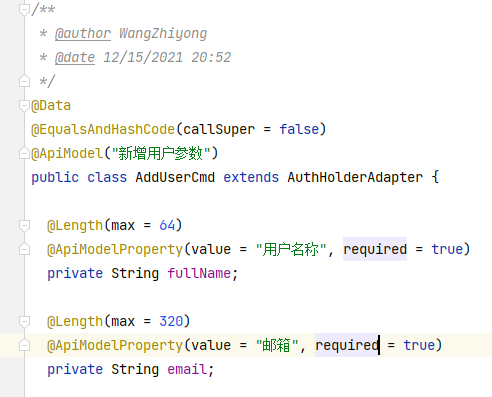 /**
 * @author WangZhiyong
 * @date 12/15/2021 20:52
 */
@Data
@EqualsAndHashCode(callSuper = false)
@ApiModel("新增用户参数")
public class AddUserCmd extends AuthHolderAdapter {
@Length(max = 64)
@ApiModelProperty(value = "用户名称", required = true)
private String fullName;
@Length(max = 320)
@ApiModelProperty(value = "邮箱", required = true)
private String email;